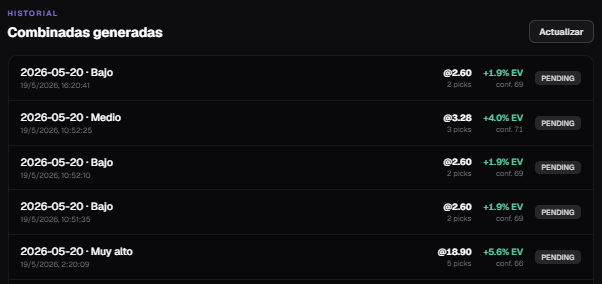 HISTORIAL
Combinadas generadas
Actualizar
2026-05-20 · Bajo
@2.60
+1.9% EV
PENDING
19/5/2026, 16:20:41
2 picks
conf. 69
2026-05-20 · Medio
@3.28
+4.0% EV
PENDING
19/5/2026, 10:52:25
3 picks
conf. 71
2026-05-20 · Bajo
@2.60
+1.9% EV
PENDING
19/5/2026, 10:52:10
2 picks
conf. 69
2026-05-20 · Bajo
@2.60
+1.9% EV
PENDING
19/5/2026, 10:51:35
2 picks
conf. 69
2026-05-20 · Muy alto
@18.90
+5.6% EV
PENDING
19/5/2026, 2:20:09
5 picks
conf. 66